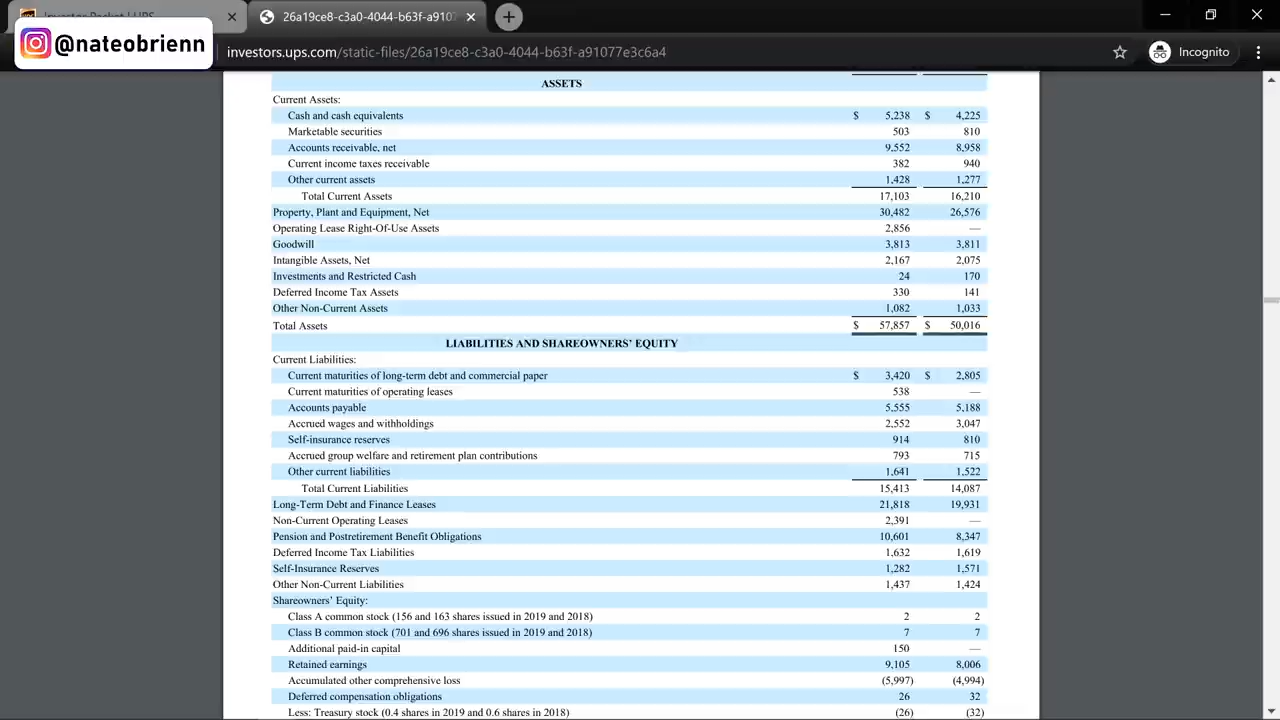 Investor Packet | UPS
26a19ce8-c3a0-4044-b63f-a910
@nateobrienn
investors.ups.com/static-files/26a19ce8-c3a0-4044-b63f-a91077ec6a4c
Incognito
ASSETS
Current Assets:
Cash and cash equivalents $ 5,238 $ 4,225
Marketable securities 503 810
Accounts receivable, net 9,552 8,958
Current income taxes receivable 382 940
Other current assets 1,428 1,277
Total Current Assets 17,103 16,210
Property, Plant and Equipment, Net 30,482 26,576
Operating Lease Right-Of-Use Assets 2,856 —
Goodwill 3,813 3,811
Intangible Assets, Net 2,167 2,075
Investments and Restricted Cash 24 170
Deferred Income Tax Assets 330 141
Other Non-Current Assets 1,082 1,033
Total Assets $ 57,857 $ 50,016
LIABILITIES AND SHAREOWNERS' EQUITY
Current Liabilities:
Current maturities of long-term debt and commercial paper $ 3,420 $ 2,805
Current maturities of operating leases 538 —
Accounts payable 5,555 5,188
Accrued wages and withholdings 2,552 3,047
Self-insurance reserves 914 810
Accrued group welfare and retirement plan contributions 793 715
Other current liabilities 1,641 1,522
Total Current Liabilities 15,413 14,087
Long-Term Debt and Finance Leases 21,818 19,931
Non-Current Operating Leases 2,391 —
Pension and Postretirement Benefit Obligations 10,601 8,347
Deferred Income Tax Liabilities 1,632 1,619
Self-Insurance Reserves 1,282 1,571
Other Non-Current Liabilities 1,437 1,424
Shareowners' Equity:
Class A common stock (156 and 163 shares issued in 2019 and 2018) 2 2
Class B common stock (701 and 696 shares issued in 2019 and 2018) 7 7
Additional paid-in capital 150 —
Retained earnings 9,105 8,006
Accumulated other comprehensive loss (5,997) (4,994)
Deferred compensation obligations 26 32
Less: Treasury stock (0.4 shares in 2019 and 0.6 shares in 2018) (26) (32)